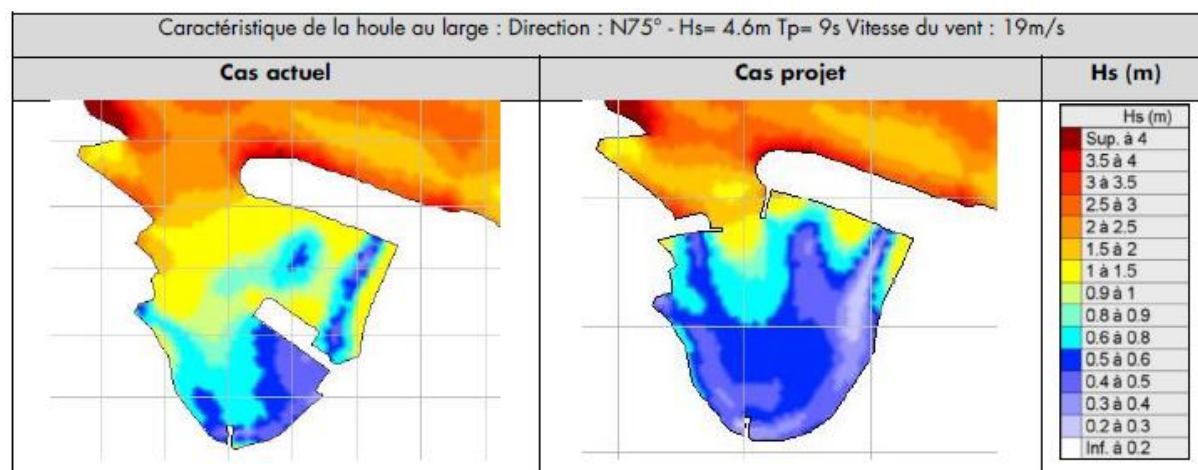 Caractéristique de la houle au large : Direction : N75° - Hs= 4.6m Tp= 9s Vitesse du vent : 19m/s
Cas actuel
Cas projet
Hs (m)
Hs (m)
Sup. à 4
3.5 à 4
3 à 3.5
2.5 à 3
2 à 2.5
1.5 à 2
1 à 1.5
0.9 à 1
0.8 à 0.9
0.6 à 0.8
0.5 à 0.6
0.4 à 0.5
0.3 à 0.4
0.2 à 0.3
Inf. à 0.2